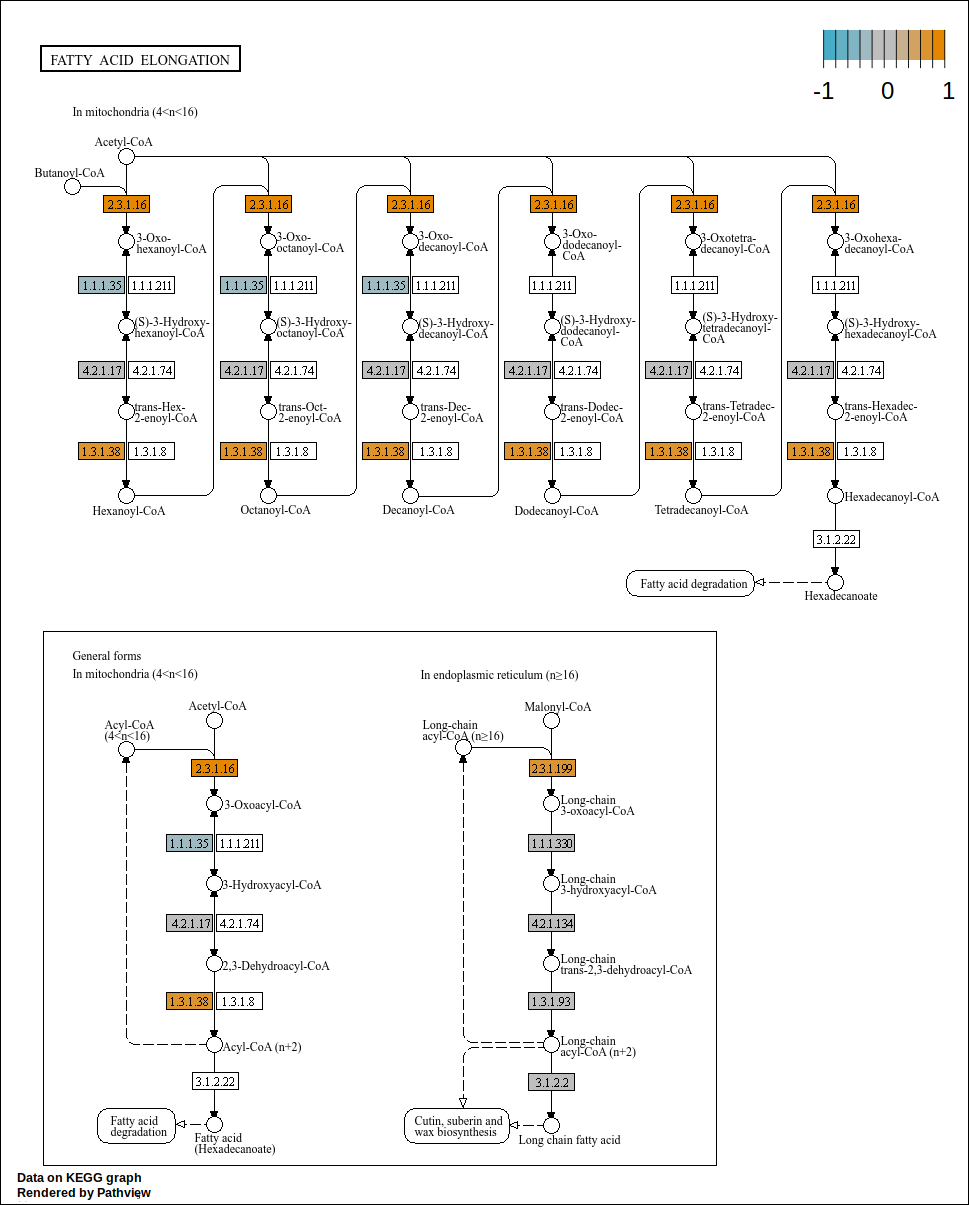 FATTY ACID ELONGATION
-1 0 1
In mitochondria (4<n<16)
Acetyl-CoA
Butanoyl-CoA
2.3.1.16 2.3.1.16 2.3.1.16 2.3.1.16 2.3.1.16 2.3.1.16
3-Oxo- 3-Oxo- 3-Oxo- 3-Oxo- 3-Oxotetra- 3-Oxohexa-
hexanoyl-CoA octanoyl-CoA decanoyl-CoA dodecanoyl- decanoyl-CoA decanoyl-CoA
CoA
1.1.1.35 1.1.1.211 1.1.1.35 1.1.1.211 1.1.1.35 1.1.1.211 1.1.1.211 1.1.1.211 1.1.1.211
(S)-3-Hydroxy- (S)-3-Hydroxy- (S)-3-Hydroxy- (S)-3-Hydroxy- (S)-3-Hydroxy- (S)-3-Hydroxy-
hexanoyl-CoA octanoyl-CoA decanoyl-CoA dodecanoyl- tetradecanoyl- hexadecanoyl-CoA
CoA CoA
4.2.1.17 4.2.1.74 4.2.1.17 4.2.1.74 4.2.1.17 4.2.1.74 4.2.1.17 4.2.1.74 4.2.1.17 4.2.1.74 4.2.1.17 4.2.1.74
trans-Hex- trans-Oct- trans-Dec- trans-Dodec- trans-Tetradec- trans-Hexadec-
2-enoyl-CoA 2-enoyl-CoA 2-enoyl-CoA 2-enoyl-CoA 2-enoyl-CoA 2-enoyl-CoA
1.3.1.38 1.3.1.8 1.3.1.38 1.3.1.8 1.3.1.38 1.3.1.8 1.3.1.38 1.3.1.8 1.3.1.38 1.3.1.8 1.3.1.38 1.3.1.8
Hexanoyl-CoA Octanoyl-CoA Decanoyl-CoA Dodecanoyl-CoA Tetradecanoyl-CoA Hexadecanoyl-CoA
3.1.2.22
Fatty acid degradation
Hexadecanoate
General forms
In mitochondria (4<n<16)
Acetyl-CoA
Acyl-CoA
(4<n<16)
2.3.1.16
3-Oxoacyl-CoA
1.1.1.35 1.1.1.211
3-Hydroxyacyl-CoA
4.2.1.17 4.2.1.74
2,3-Dehydroacyl-CoA
1.3.1.38 1.3.1.8
Acyl-CoA (n+2)
3.1.2.22
Fatty acid
degradation
Fatty acid
(Hexadecanoate)
In endoplasmic reticulum (n≥16)
Malonyl-CoA
Long-chain
acyl-CoA (n≥16)
2.3.1.199
Long-chain
3-oxoacyl-CoA
1.1.1.330
Long-chain
3-hydroxyacyl-CoA
4.2.1.134
Long-chain
trans-2,3-dehydroacyl-CoA
1.3.1.93
Long-chain
acyl-CoA (n+2)
3.1.2.2
Cutin, suberin and
wax biosynthesis
Long chain fatty acid
Data on KEGG graph
Rendered by Pathview